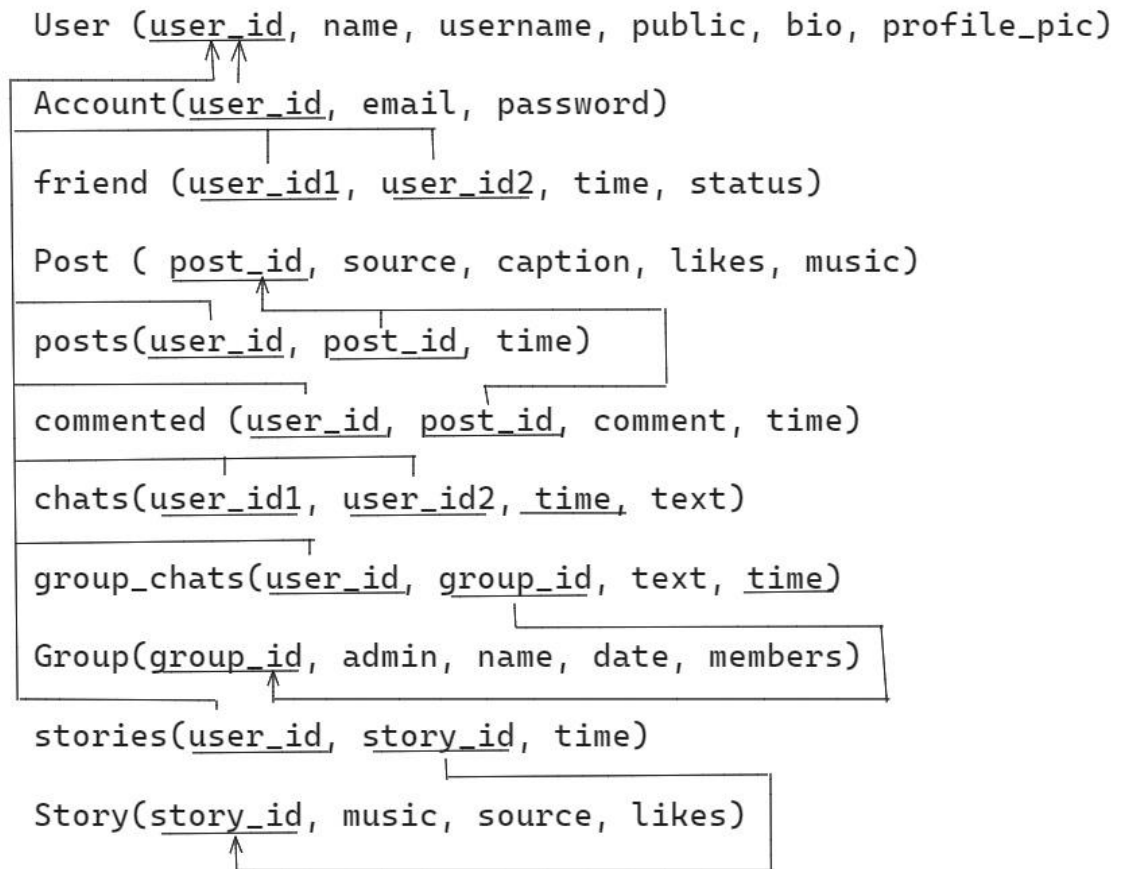 User (user_id, name, username, public, bio, profile_pic)
Account(user_id, email, password)
friend (user_id1, user_id2, time, status)
Post ( post_id, source, caption, likes, music)
posts(user_id, post_id, time)
commented (user_id, post_id, comment, time)
chats(user_id1, user_id2, time, text)
group_chats(user_id, group_id, text, time)
Group(group_id, admin, name, date, members)
stories(user_id, story_id, time)
Story(story_id, music, source, likes)